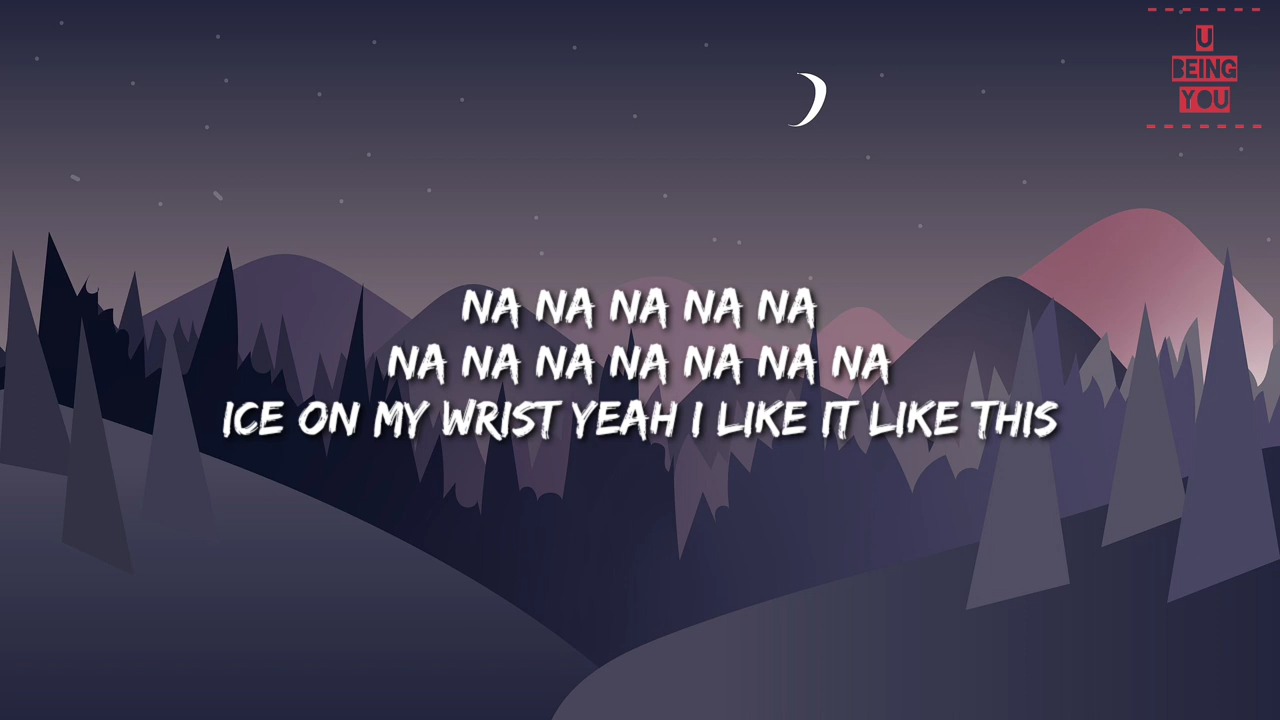 U
BEING
YOU
NA NA NA NA NA
NA NA NA NA NA NA NA
ICE ON MY WRIST YEAH I LIKE IT LIKE THIS